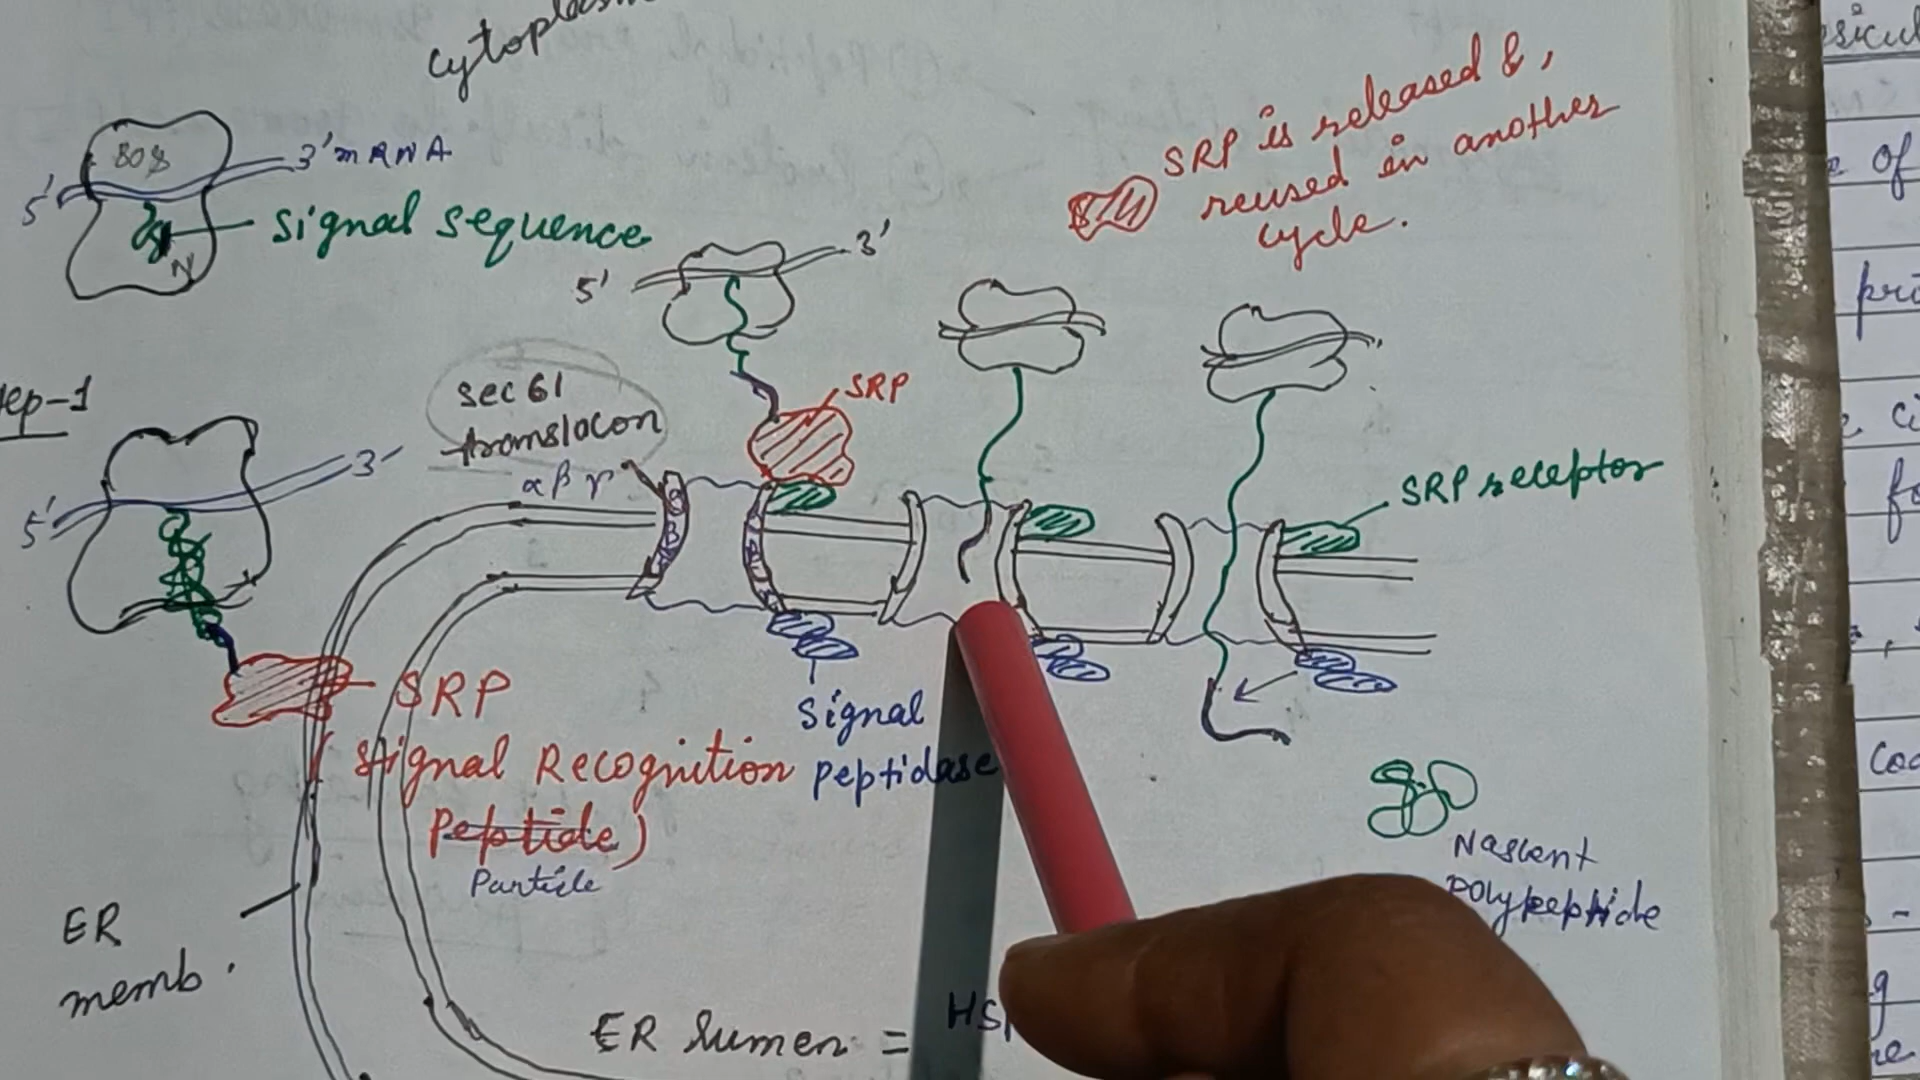 cytoplasm
80S
3' mRNA
5'
signal sequence
N
SRP is released &,
reused in another
cycle.
5'
3'
ep-1
sec 61
translocon
α β γ
SRP
SRP receptor
5'
3'
SRP
(Signal Recognition
Peptide)
Particle
Signal
peptidase
Nascent
polypeptide
ER
memb.
ER lumen =
of